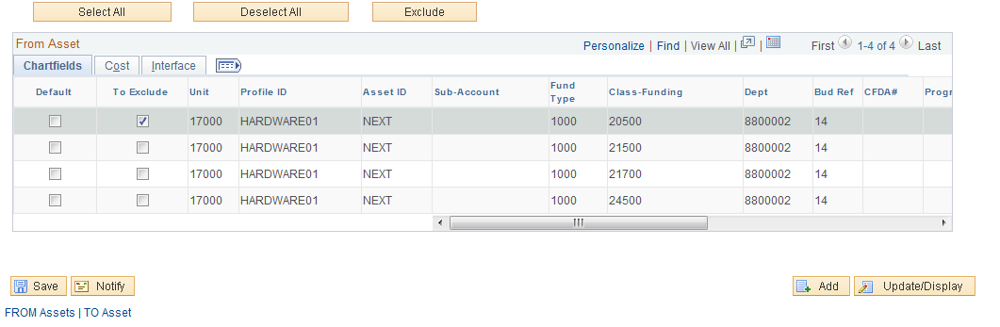 Select All Deselect All Exclude
From Asset Personalize | Find | View All | | First 1-4 of 4 Last
Chartfields Cost Interface
Default To Exclude Unit Profile ID Asset ID Sub-Account Fund Type Class-Funding Dept Bud Ref CFDA# Progr
17000 HARDWARE01 NEXT 1000 20500 8800002 14
17000 HARDWARE01 NEXT 1000 21500 8800002 14
17000 HARDWARE01 NEXT 1000 21700 8800002 14
17000 HARDWARE01 NEXT 1000 24500 8800002 14
Save Notify Add Update/Display
FROM Assets | TO Asset